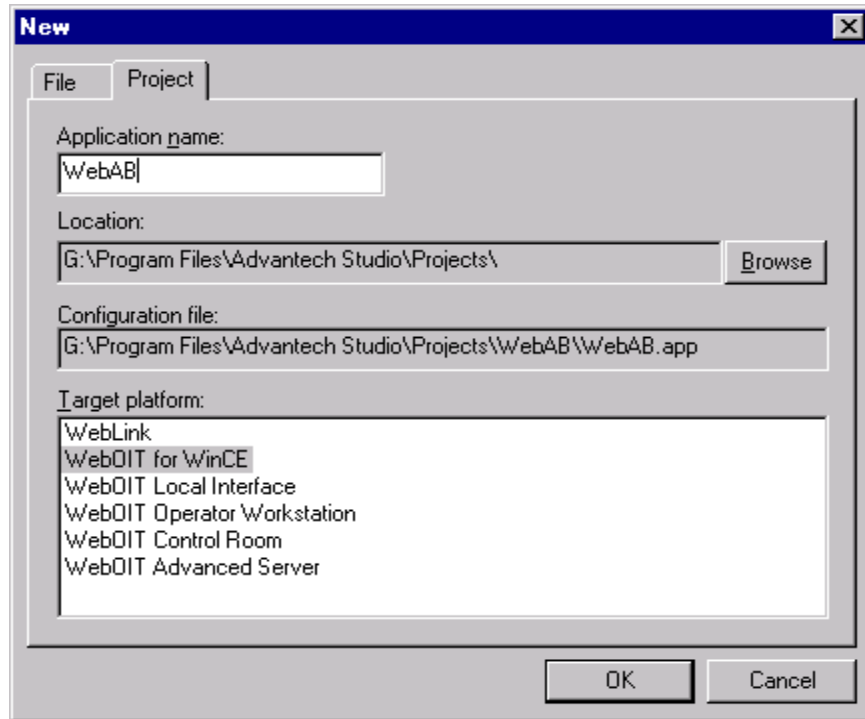 New
File
Project
Application name:
WebAB
Location:
G:\Program Files\Advantech Studio\Projects\
Browse
Configuration file:
G:\Program Files\Advantech Studio\Projects\WebAB\WebAB.app
Target platform:
WebLink
WebOIT for WinCE
WebOIT Local Interface
WebOIT Operator Workstation
WebOIT Control Room
WebOIT Advanced Server
OK
Cancel